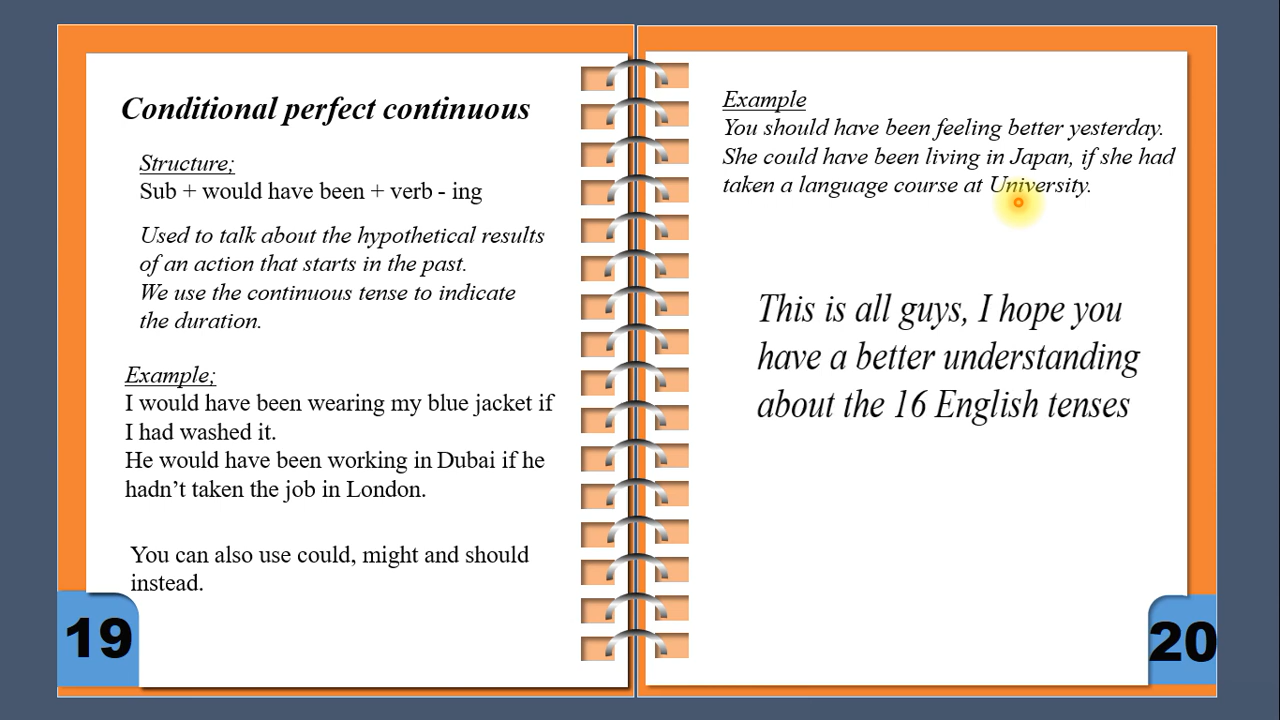 Conditional perfect continuous
Structure;
Sub + would have been + verb - ing
Used to talk about the hypothetical results
of an action that starts in the past.
We use the continuous tense to indicate
the duration.
Example;
I would have been wearing my blue jacket if
I had washed it.
He would have been working in Dubai if he
hadn’t taken the job in London.
You can also use could, might and should
instead.
19
Example
You should have been feeling better yesterday.
She could have been living in Japan, if she had
taken a language course at University.
This is all guys, I hope you
have a better understanding
about the 16 English tenses
20